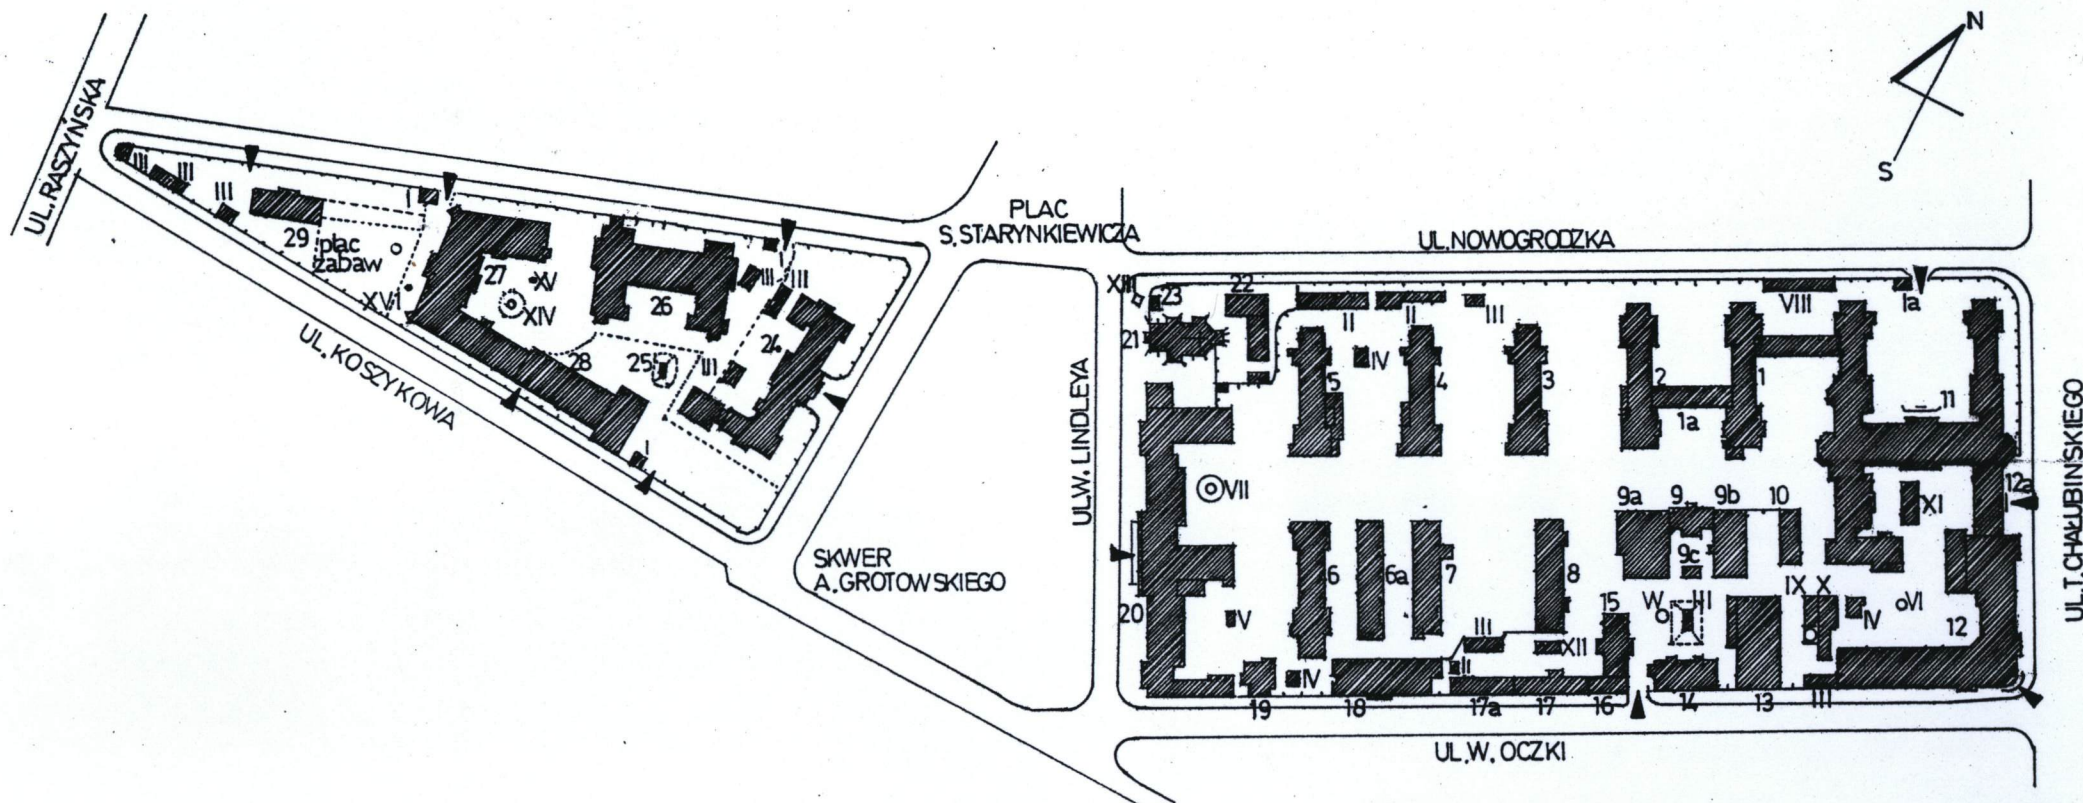 N
S
UL. RASZYŃSKA
PLAC
S. STARYNKIEWICZA
UL. NOWOGRODZKA
UL. KOSZYKOWA
SKWER
A. GROTOWSKIEGO
UL.W. LINDLEYA
UL.W. OCZKI
UL.T. CHAŁUBIŃSKIEGO
III
III
III
I
29
plac
zabaw
XVI
27
XV
XIV
26
28
25
III
III
III
24
I
XIII
23
22
21
II
II
III
VIII
Ia
5
IV
4
3
2
1
1a
11
VII
9a
9
9b
10
XI
12a
6
6a
7
8
9c
IX
X
20
V
15
W
III
IV
VI
12
III
XII
II
IV
19
18
17a
17
16
14
13
III